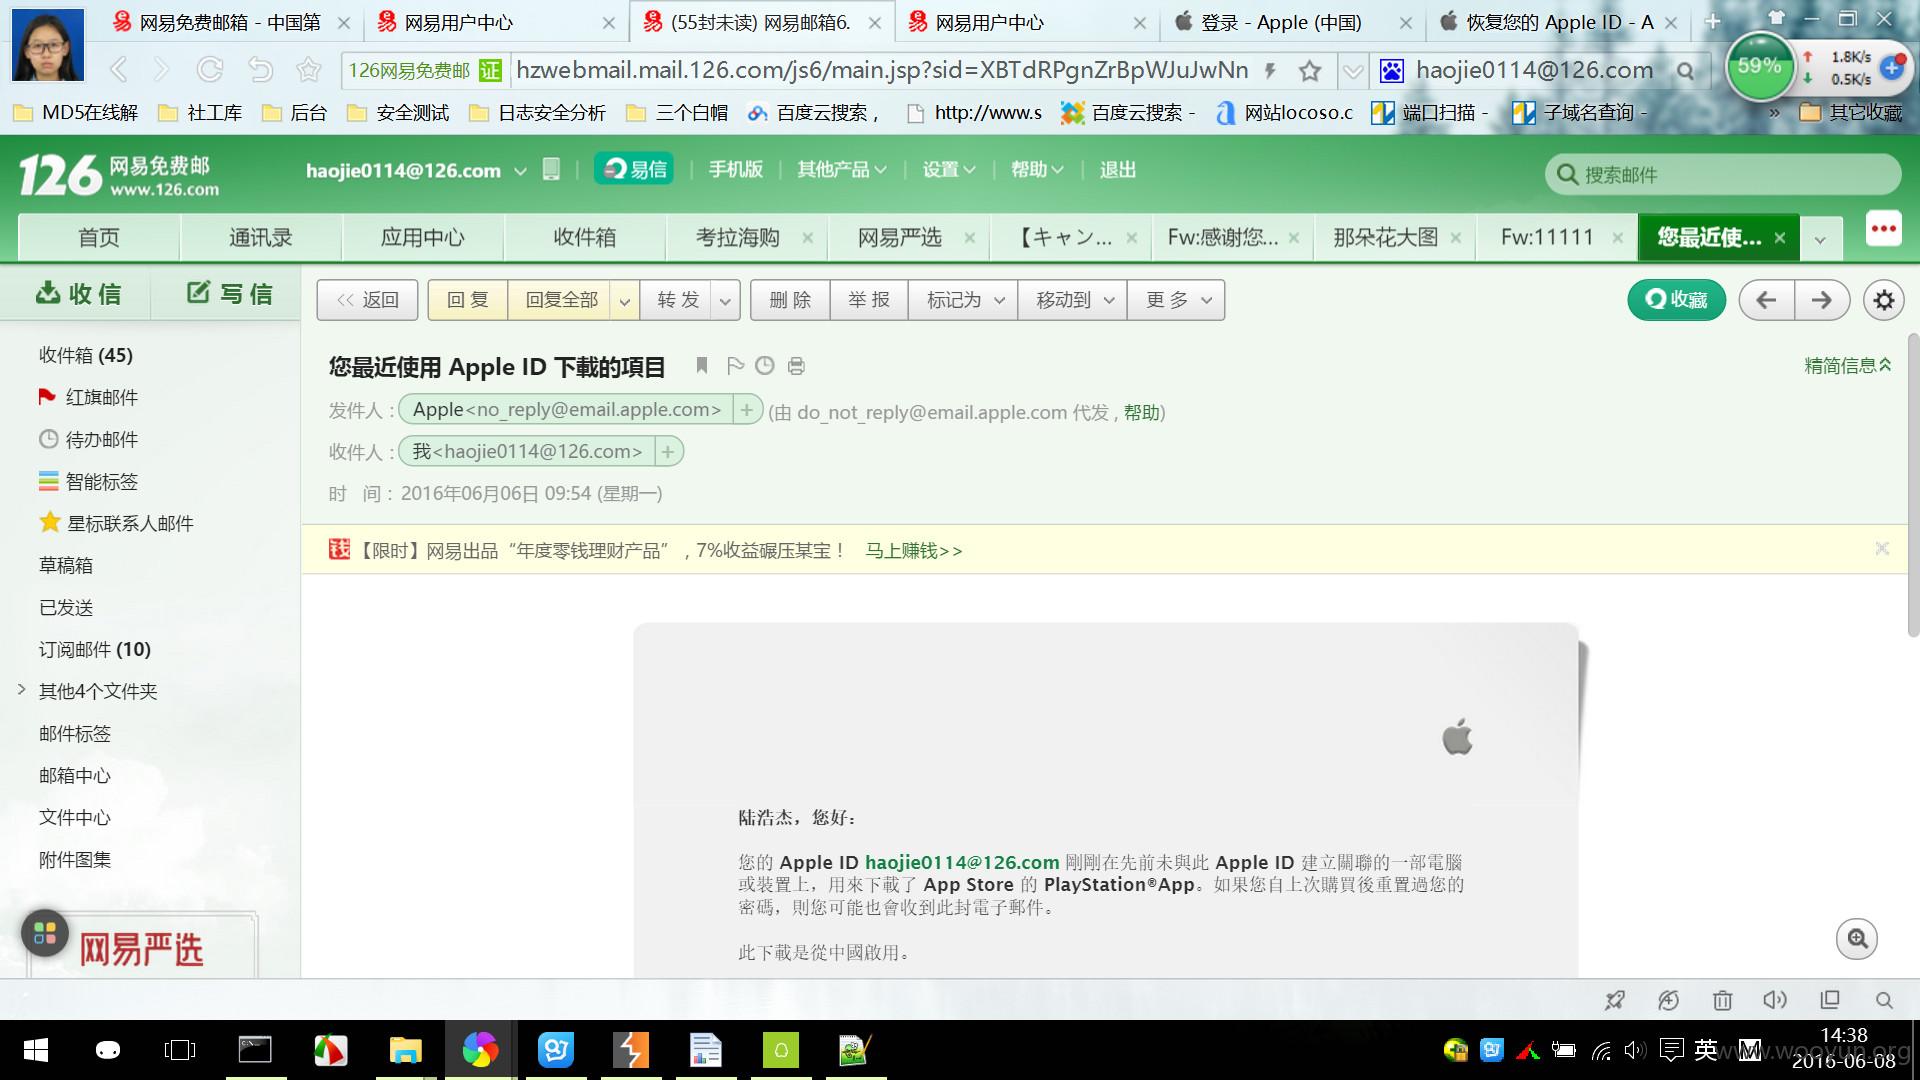 网易免费邮箱 - 中国第
网易用户中心
(55封未读) 网易邮箱6.
网易用户中心
登录 - Apple (中国)
恢复您的 Apple ID - A
126网易免费邮 证
hzwebmail.mail.126.com/js6/main.jsp?sid=XBTdRPgnZrBpWJuJwNn
haojie0114@126.com
59%
1.8K/s
0.5K/s
MD5在线解
社工库
后台
安全测试
日志安全分析
三个白帽
百度云搜索，
http://www.s
百度云搜索 -
网站locoso.c
端口扫描 -
子域名查询 -
»
其它收藏
126 网易免费邮
www.126.com
haojie0114@126.com
易信
手机版
其他产品
设置
帮助
退出
搜索邮件
首页
通讯录
应用中心
收件箱
考拉海购
网易严选
【キャン...
Fw:感谢您...
那朵花大图
Fw:11111
您最近使...
收信
写信
<< 返回
回复
回复全部
转发
删除
举报
标记为
移动到
更多
收藏
收件箱 (45)
红旗邮件
待办邮件
智能标签
星标联系人邮件
草稿箱
已发送
订阅邮件 (10)
其他4个文件夹
邮件标签
邮箱中心
文件中心
附件图集
网易严选
您最近使用 Apple ID 下載的項目
精简信息
发件人：Apple<no_reply@email.apple.com> + (由 do_not_reply@email.apple.com 代发，帮助)
收件人：我<haojie0114@126.com> +
时 间：2016年06月06日 09:54 (星期一)
钱【限时】网易出品“年度零钱理财产品”，7%收益碾压某宝！ 马上赚钱>>
陆浩杰，您好：
您的 Apple ID haojie0114@126.com 剛剛在先前未與此 Apple ID 建立關聯的一部電腦
或裝置上，用來下載了 App Store 的 PlayStation®App。如果您自上次購買後重置過您的
密碼，則您可能也會收到此封電子郵件。
此下載是從中國啟用。
英
14:38
2016-06-08
www.wooyun.org